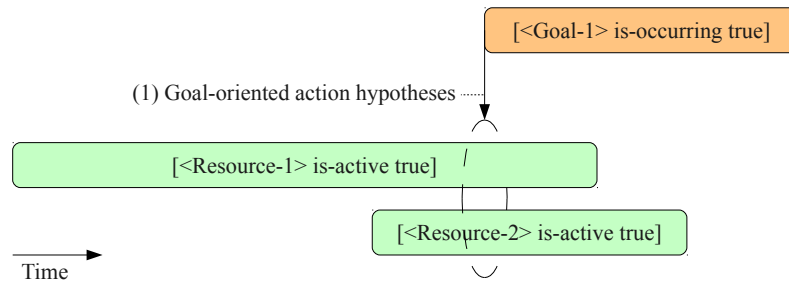 [<Goal-1> is-occurring true]
(1) Goal-oriented action hypotheses
[<Resource-1> is-active true]
[<Resource-2> is-active true]
Time